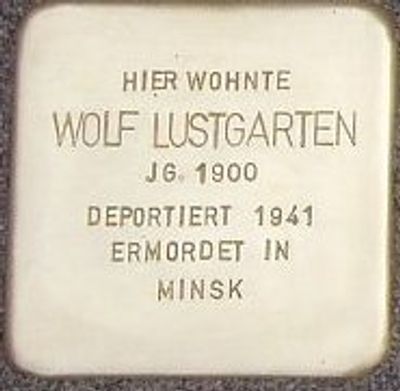 HIER WOHNTE
WOLF LUSTGARTEN
JG. 1900
DEPORTIERT 1941
ERMORDET IN
MINSK